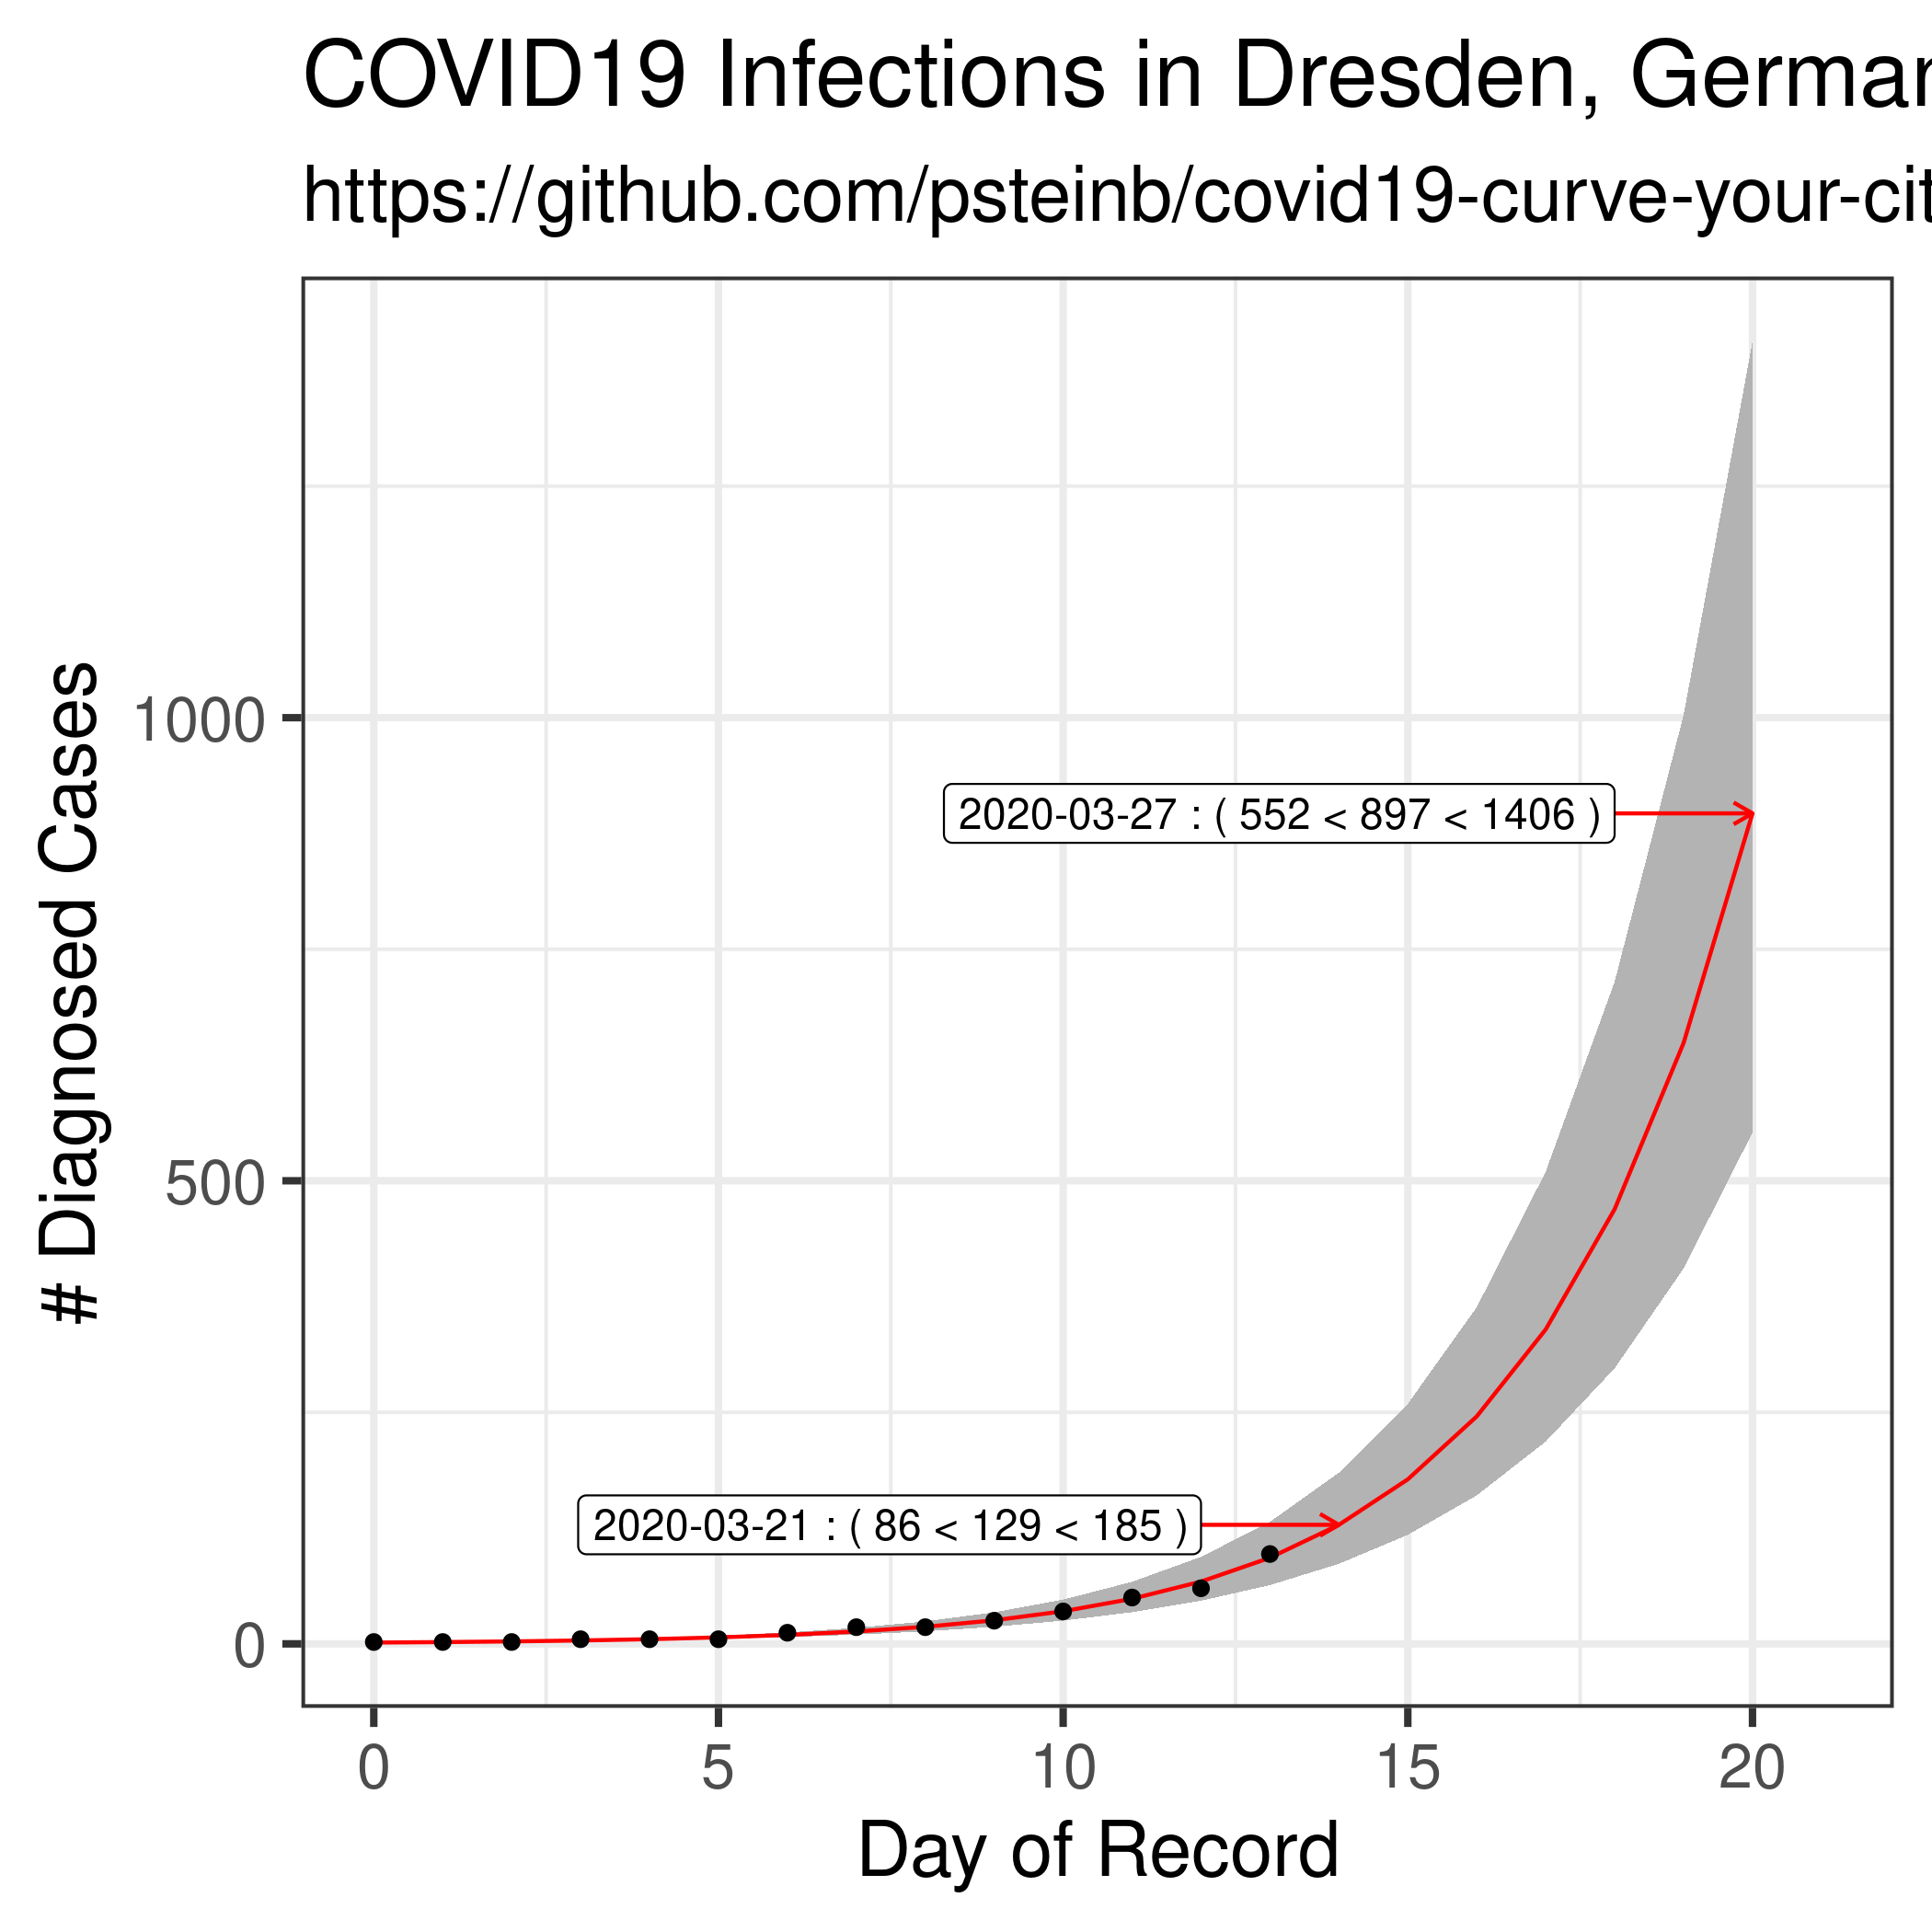 COVID19 Infections in Dresden, German
https://github.com/psteinb/covid19-curve-your-cit
# Diagnosed Cases
1000
500
0
2020-03-27 : ( 552 < 897 < 1406 )
2020-03-21 : ( 86 < 129 < 185 )
0 5 10 15 20
Day of Record